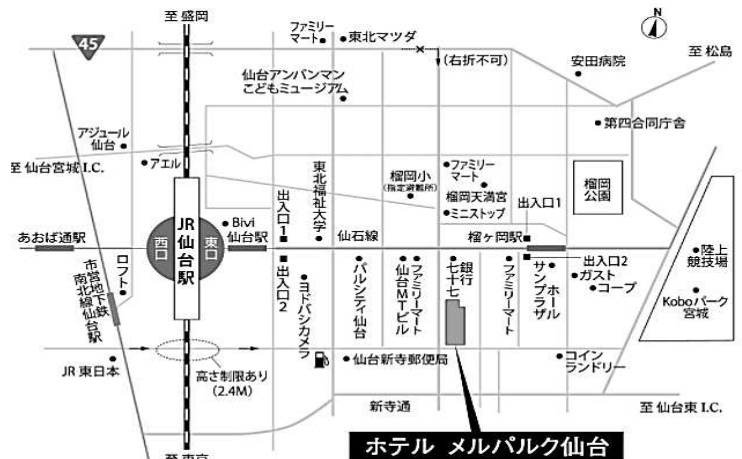 至 盛岡
ファミリー
マート
東北マツダ
45
(右折不可)
至 松島
N
安田病院
仙台アンパンマン
こどもミュージアム
第四合同庁舎
アジュール
仙台
至 仙台宮城 I.C.
アエル
東北福祉大学
榴岡小
(指定避難所)
ファミリー
マート
榴岡天満宮
ミニストップ
榴岡
公園
出入口1
出入口1
Bivi
仙台駅
JR仙台駅
西口
東口
あおば通駅
仙石線
榴ヶ岡駅
出入口2
陸上
競技場
ロフト
市営地下鉄
南北線仙台駅
出入口2
ヨドバシカメラ
パルシティ仙台
仙台MTビル
ファミリーマート
七十七
銀行
ファミリーマート
サンプラザ
ホール
ガスト
コープ
Koboパーク
宮城
JR 東日本
高さ制限あり
(2.4M)
仙台新寺郵便局
コイン
ランドリー
新寺通
至 仙台東 I.C.
ホテル メルパルク仙台
至 東京